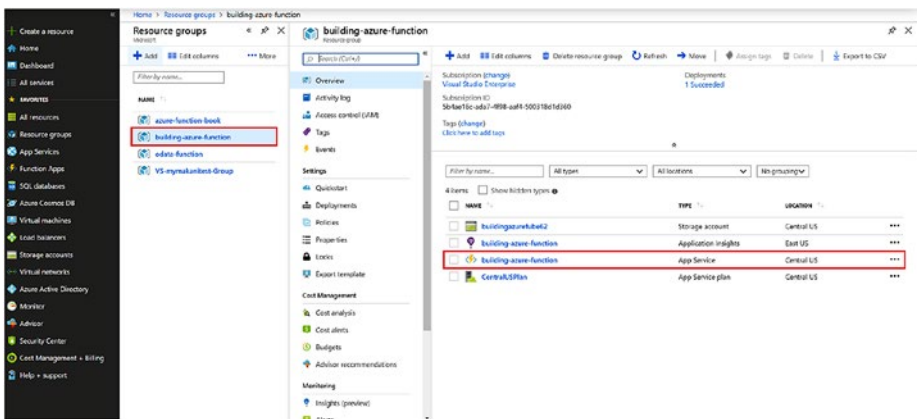 Home > Resource groups > building-azure-function
Create a resource
Home
Dashboard
All services
FAVORITES
All resources
Resource groups
App Services
Function Apps
SQL databases
Azure Cosmos DB
Virtual machines
Load balancers
Storage accounts
Virtual networks
Azure Active Directory
Monitor
Advisor
Security Center
Cost Management + Billing
Help + support
Resource groups
Microsoft
Add
Edit columns
More
Filter by name...
NAME
azure-function-book
building-azure-function
odata-function
VS-mymakantest-Group
building-azure-function
Resource group
Search (Ctrl+/)
Overview
Activity log
Access control (IAM)
Tags
Events
Settings
Quickstart
Deployments
Policies
Properties
Locks
Export template
Cost Management
Cost analysis
Cost alerts
Budgets
Advisor recommendations
Monitoring
Insights (preview)
Add
Edit columns
Delete resource group
Refresh
Move
Assign tags
Delete
Export to CSV
Subscription (change)
Visual Studio Enterprise
Subscription ID
Deployments
1 Succeeded
Tags (change)
Click here to add tags
Filter by name...
All types
All locations
No grouping
4 items
Show hidden types
NAME
TYPE
LOCATION
buildingazurefuba62
Storage account
Central US
building-azure-function
Application Insights
East US
building-azure-function
App Service
Central US
CentralUSPlan
App Service plan
Central US